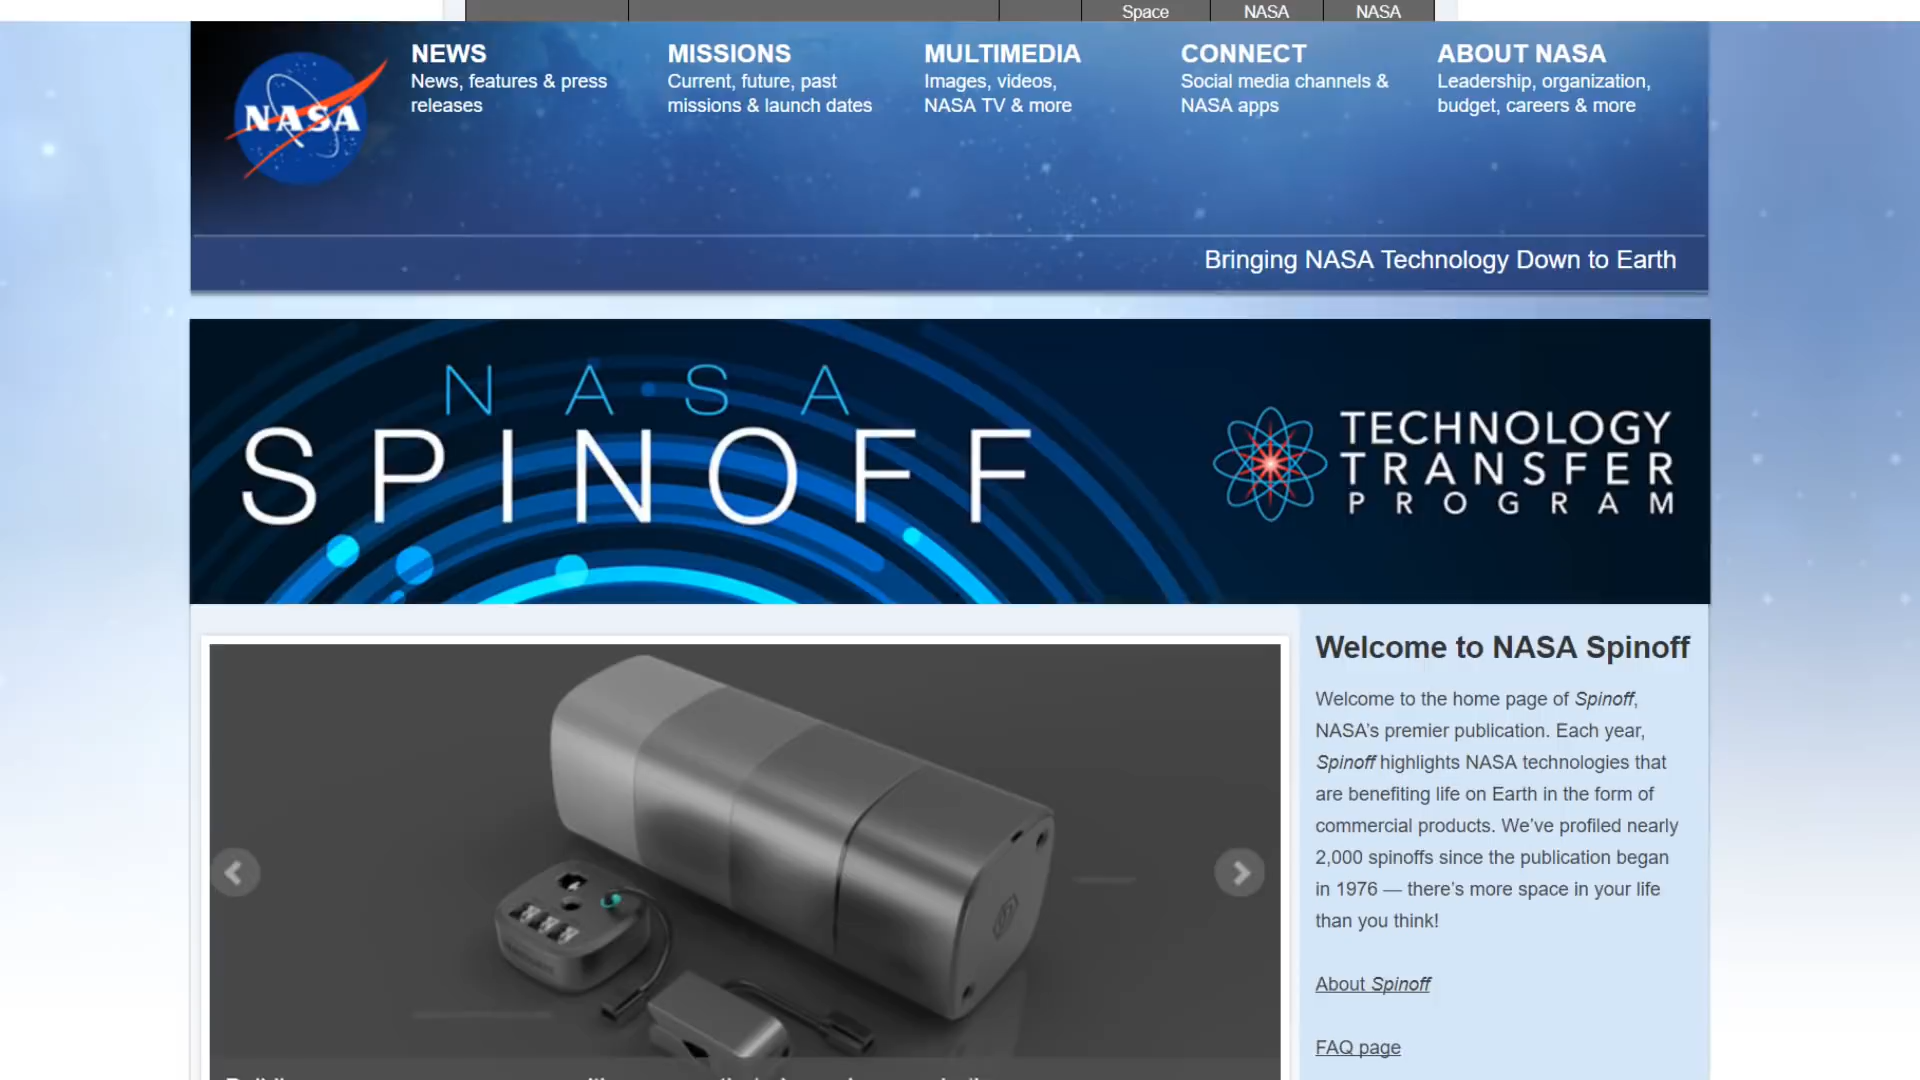 Space NASA NASA
NEWS
News, features & press
releases
MISSIONS
Current, future, past
missions & launch dates
MULTIMEDIA
Images, videos,
NASA TV & more
CONNECT
Social media channels &
NASA apps
ABOUT NASA
Leadership, organization,
budget, careers & more
NASA
Bringing NASA Technology Down to Earth
NASA
SPINOFF
TECHNOLOGY
TRANSFER
PROGRAM
Welcome to NASA Spinoff
Welcome to the home page of Spinoff,
NASA's premier publication. Each year,
Spinoff highlights NASA technologies that
are benefiting life on Earth in the form of
commercial products. We've profiled nearly
2,000 spinoffs since the publication began
in 1976 — there's more space in your life
than you think!
About Spinoff
FAQ page